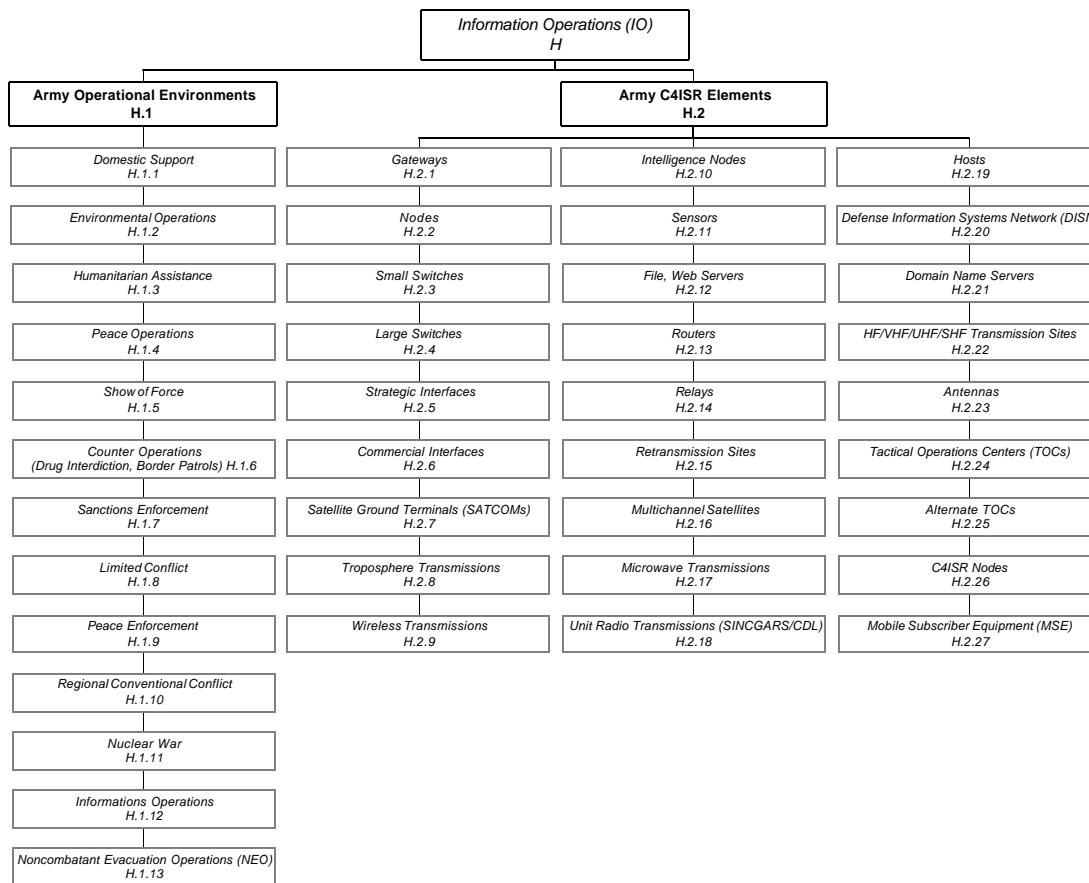 Information Operations (IO)
H
Army Operational Environments
H.1
Army C4ISR Elements
H.2
Domestic Support
H.1.1
Environmental Operations
H.1.2
Humanitarian Assistance
H.1.3
Peace Operations
H.1.4
Show of Force
H.1.5
Counter Operations
(Drug Interdiction, Border Patrols) H.1.6
Sanctions Enforcement
H.1.7
Limited Conflict
H.1.8
Peace Enforcement
H.1.9
Regional Conventional Conflict
H.1.10
Nuclear War
H.1.11
Informations Operations
H.1.12
Noncombatant Evacuation Operations (NEO)
H.1.13
Gateways
H.2.1
Nodes
H.2.2
Small Switches
H.2.3
Large Switches
H.2.4
Strategic Interfaces
H.2.5
Commercial Interfaces
H.2.6
Satellite Ground Terminals (SATCOMs)
H.2.7
Troposphere Transmissions
H.2.8
Wireless Transmissions
H.2.9
Intelligence Nodes
H.2.10
Sensors
H.2.11
File, Web Servers
H.2.12
Routers
H.2.13
Relays
H.2.14
Retransmission Sites
H.2.15
Multichannel Satellites
H.2.16
Microwave Transmissions
H.2.17
Unit Radio Transmissions (SINCGARS/CDL)
H.2.18
Hosts
H.2.19
Defense Information Systems Network (DISN
H.2.20
Domain Name Servers
H.2.21
HF/VHF/UHF/SHF Transmission Sites
H.2.22
Antennas
H.2.23
Tactical Operations Centers (TOCs)
H.2.24
Alternate TOCs
H.2.25
C4ISR Nodes
H.2.26
Mobile Subscriber Equipment (MSE)
H.2.27